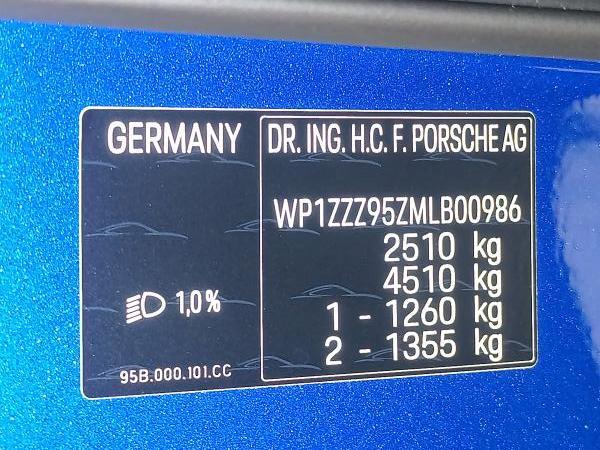 GERMANY
DR. ING. H.C. F. PORSCHE AG
WP1ZZZ95ZMLB00986
2510 kg
4510 kg
1 - 1260 kg
2 - 1355 kg
1,0%
95B.000.101.CC